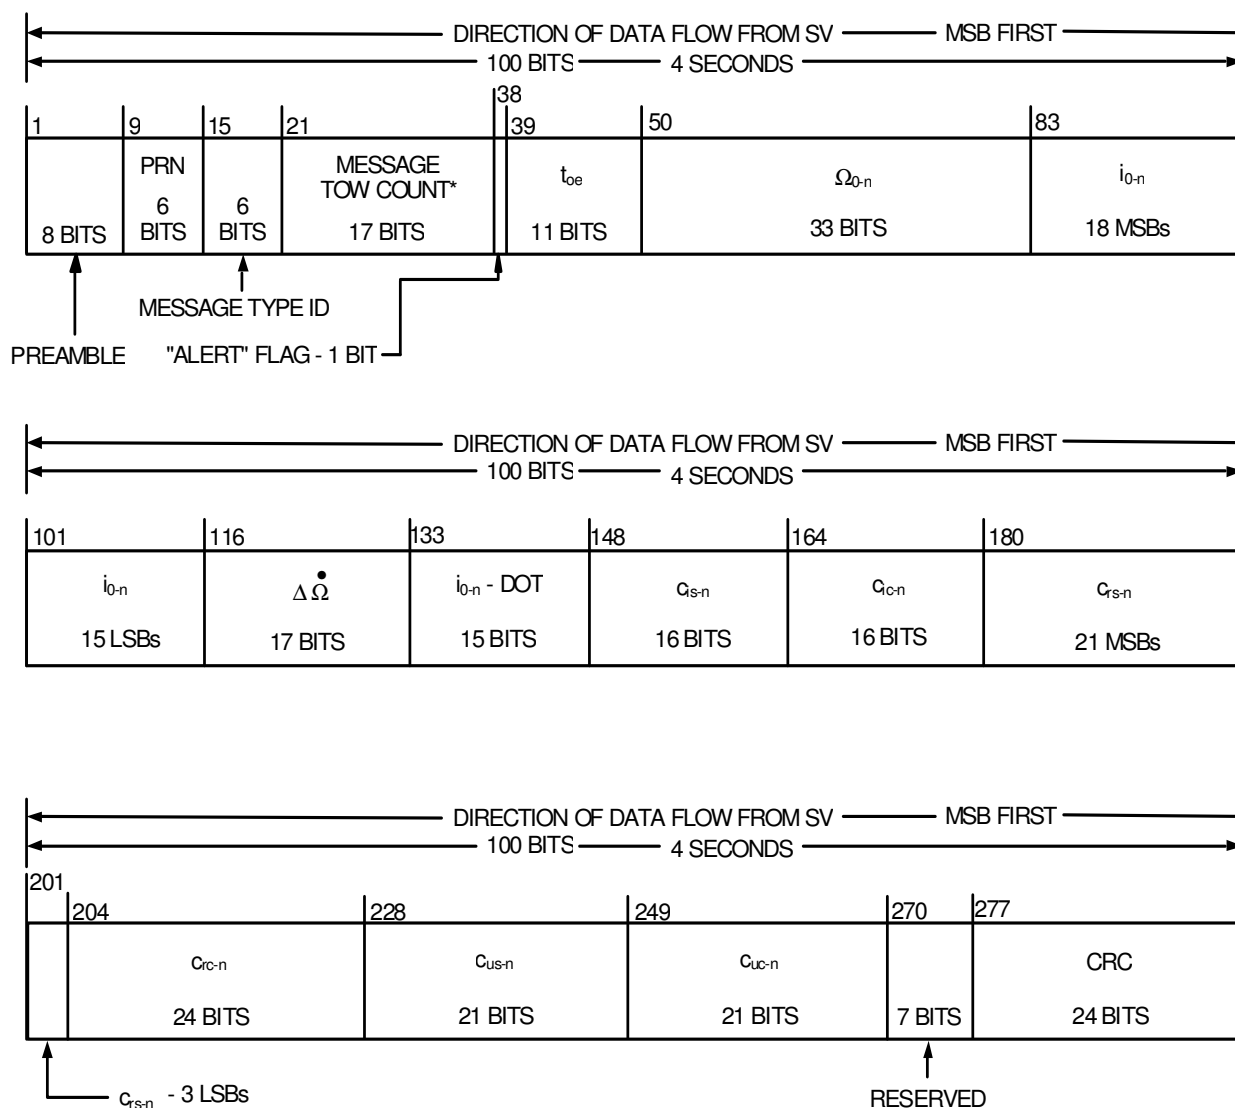 DIRECTION OF DATA FLOW FROM SV MSB FIRST
100 BITS 4 SECONDS
38
1 9 15 21 39 50 83
PRN
6
BITS
8 BITS
6
BITS
MESSAGE
TOW COUNT*
17 BITS
t_oe
11 BITS
Ω_0-n
33 BITS
i_0-n
18 MSBs
MESSAGE TYPE ID
PREAMBLE
"ALERT" FLAG - 1 BIT
DIRECTION OF DATA FLOW FROM SV MSB FIRST
100 BITS 4 SECONDS
101 116 133 148 164 180
i_0-n
15 LSBs
ΔΩ̇
17 BITS
i_0-n - DOT
15 BITS
c_is-n
16 BITS
c_ic-n
16 BITS
c_rs-n
21 MSBs
DIRECTION OF DATA FLOW FROM SV MSB FIRST
100 BITS 4 SECONDS
201
204 228 249 270 277
c_rc-n
24 BITS
c_us-n
21 BITS
c_uc-n
21 BITS
7 BITS
CRC
24 BITS
c_rs-n - 3 LSBs
RESERVED